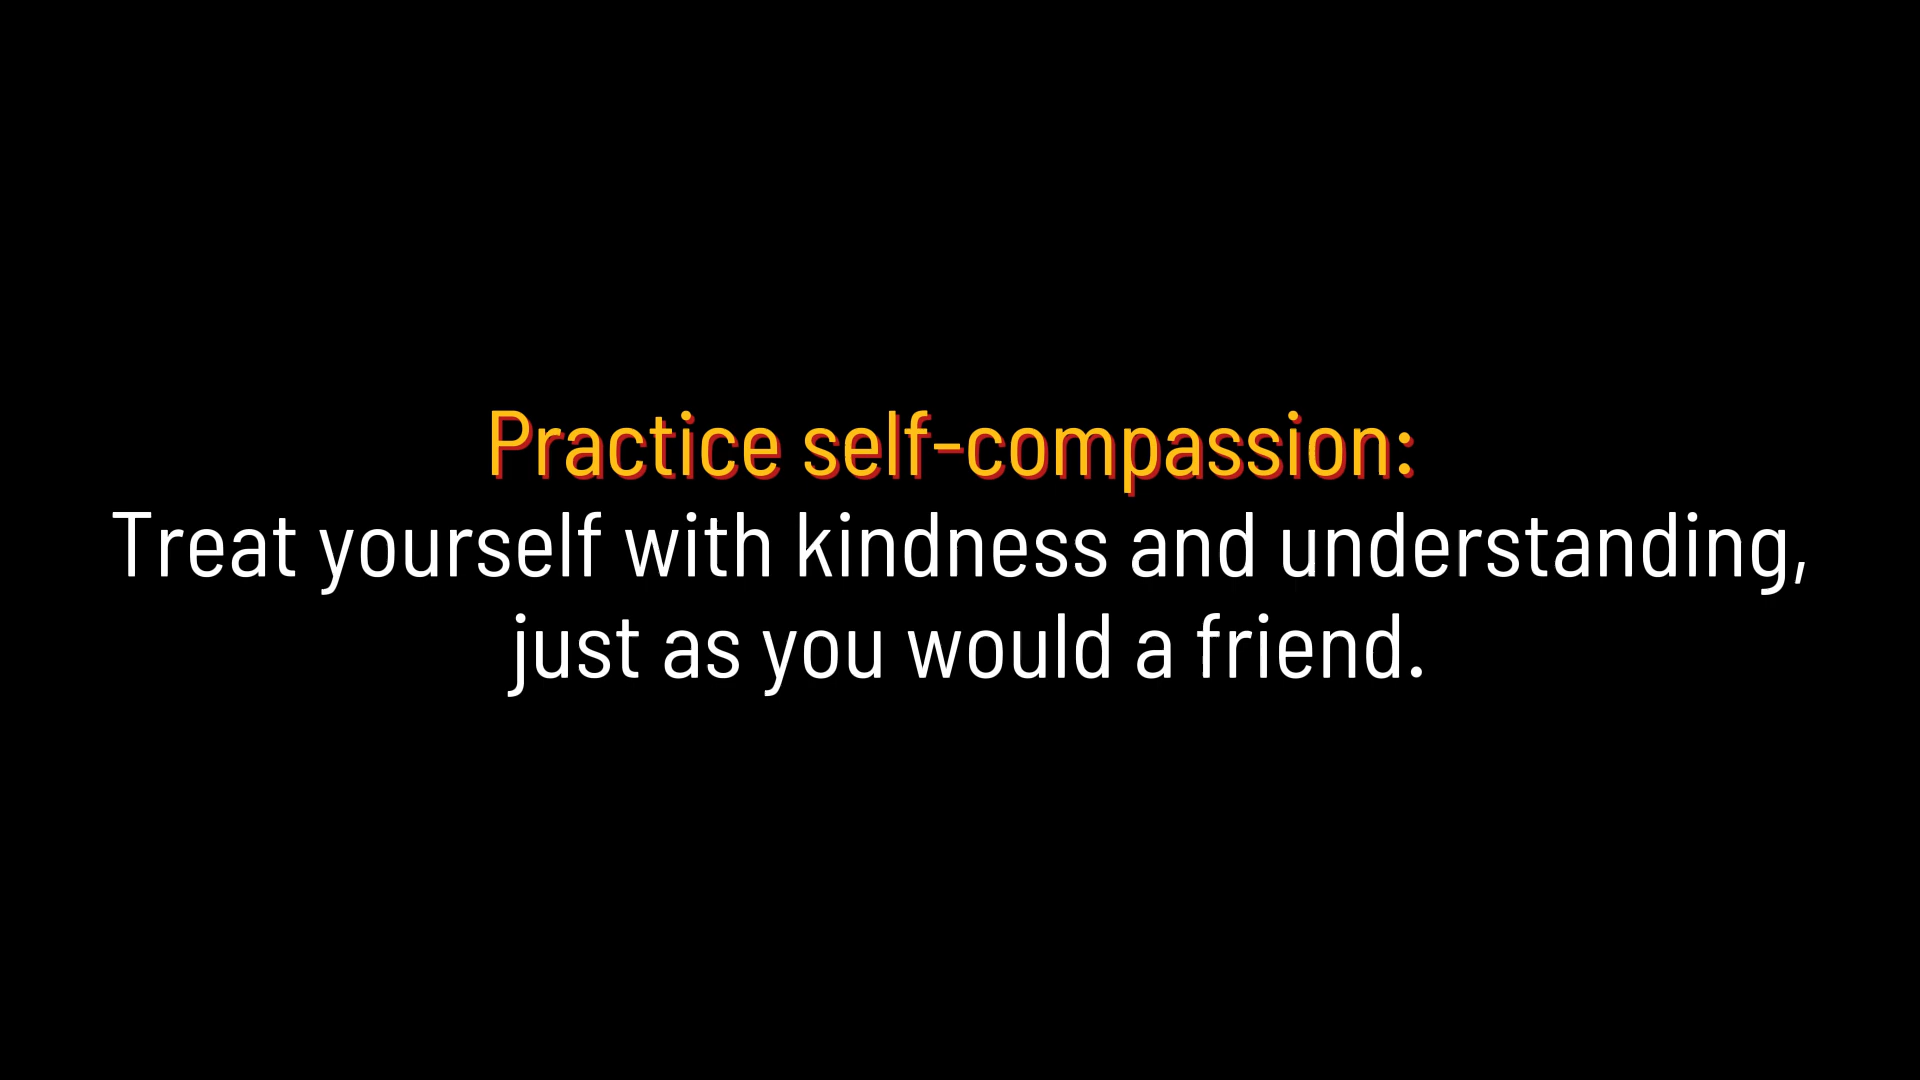 Practice self-compassion:
Treat yourself with kindness and understanding,
just as you would a friend.